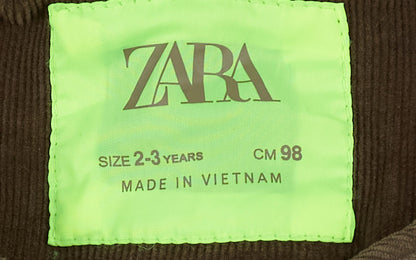 ZARA
SIZE 2-3 YEARS CM 98
MADE IN VIETNAM